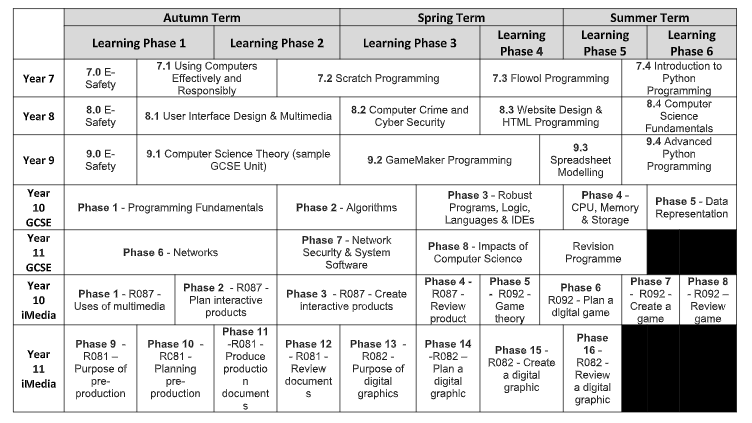 Autumn Term Spring Term Summer Term
Learning Phase 1 Learning Phase 2 Learning Phase 3 Learning Phase 4 Learning Phase 5 Learning Phase 6
Year 7
7.0 E-
Safety
7.1 Using Computers
Effectively and
Responsibly
7.2 Scratch Programming
7.3 Flowol Programming
7.4 Introduction to
Python
Programming
Year 8
8.0 E-
Safety
8.1 User Interface Design & Multimedia
8.2 Computer Crime and
Cyber Security
8.3 Website Design &
HTML Programming
8.4 Computer
Science
Fundamentals
Year 9
9.0 E-
Safety
9.1 Computer Science Theory (sample
GCSE Unit)
9.2 GameMaker Programming
9.3
Spreadsheet
Modelling
9.4 Advanced
Python
Programming
Year
10
GCSE
Phase 1 - Programming Fundamentals
Phase 2 - Algorithms
Phase 3 - Robust
Programs, Logic,
Languages & IDEs
Phase 4 -
CPU, Memory
& Storage
Phase 5 - Data
Representation
Year
11
GCSE
Phase 6 - Networks
Phase 7 - Network
Security & System
Software
Phase 8 - Impacts of
Computer Science
Revision
Programme
Year
10
iMedia
Phase 1 - R087 -
Uses of multimedia
Phase 2 - R087 -
Plan interactive
products
Phase 3 - R087 - Create
interactive products
Phase 4 -
R087 -
Review
product
Phase 5
- R092 -
Game
theory
Phase 6
R092 - Plan a
digital game
Phase 7
- R092 -
Create a
game
Phase 8
- R092 –
Review
game
Year
11
iMedia
Phase 9 -
R081 –
Purpose of
pre-
production
Phase 10 -
RC81 -
Planning
pre-
production
Phase 11
-R081 -
Produce
productio
n
document
s
Phase 12
- R081 -
Review
document
s
Phase 13 -
R082 -
Purpose of
digital
graphics
Phase 14
-R082 –
Plan a
digital
graphic
Phase 15 -
R082 - Create
a digital
graphic
Phase
16 -
R082 -
Review
a digital
graphic